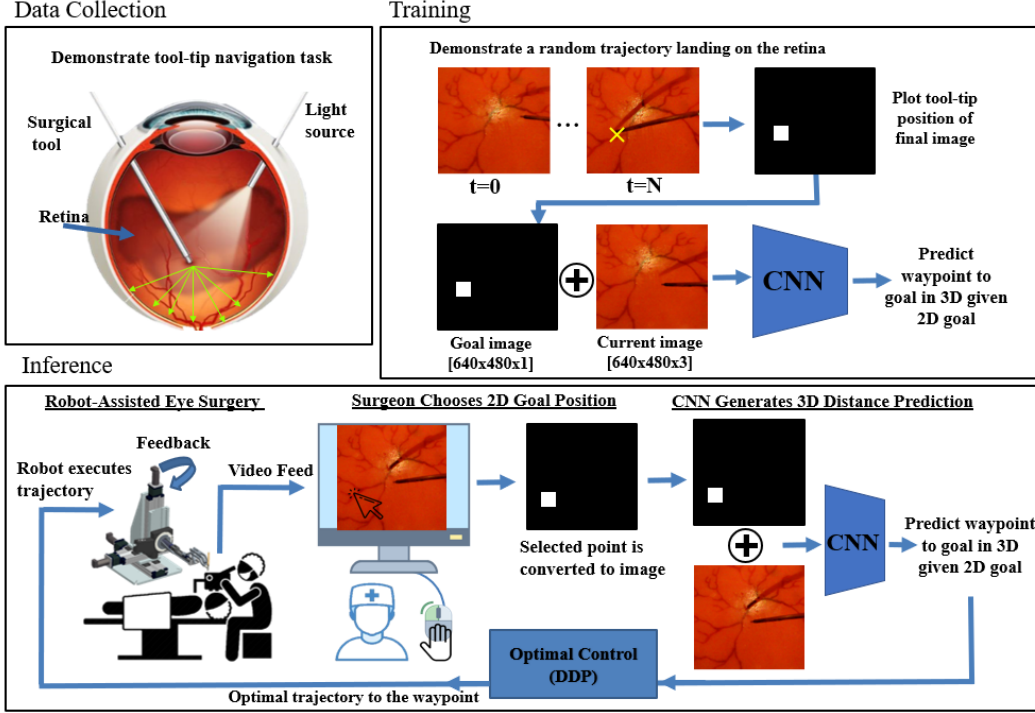 Data Collection
Demonstrate tool-tip navigation task
Surgical
tool
Light
source
Retina
Training
Demonstrate a random trajectory landing on the retina
...
t=0
t=N
Plot tool-tip
position of
final image
Goal image
[640x480x1]
Current image
[640x480x3]
CNN
Predict
waypoint to
goal in 3D given
2D goal
Inference
Robot-Assisted Eye Surgery
Feedback
Robot executes
trajectory
Video Feed
Surgeon Chooses 2D Goal Position
Selected point is
converted to image
CNN Generates 3D Distance Prediction
CNN
Predict waypoint
to goal in 3D
given 2D goal
Optimal Control
(DDP)
Optimal trajectory to the waypoint